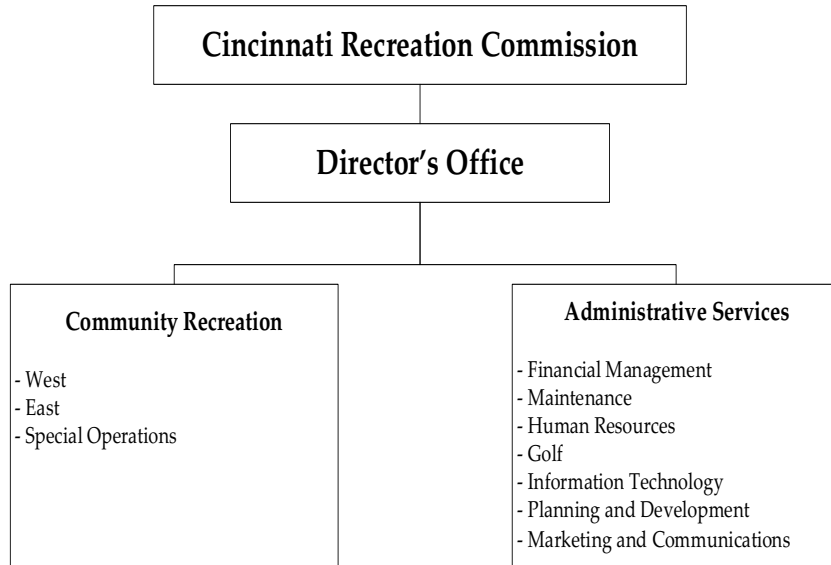 Cincinnati Recreation Commission
Director’s Office
Community Recreation
- West
- East
- Special Operations
Administrative Services
- Financial Management
- Maintenance
- Human Resources
- Golf
- Information Technology
- Planning and Development
- Marketing and Communications